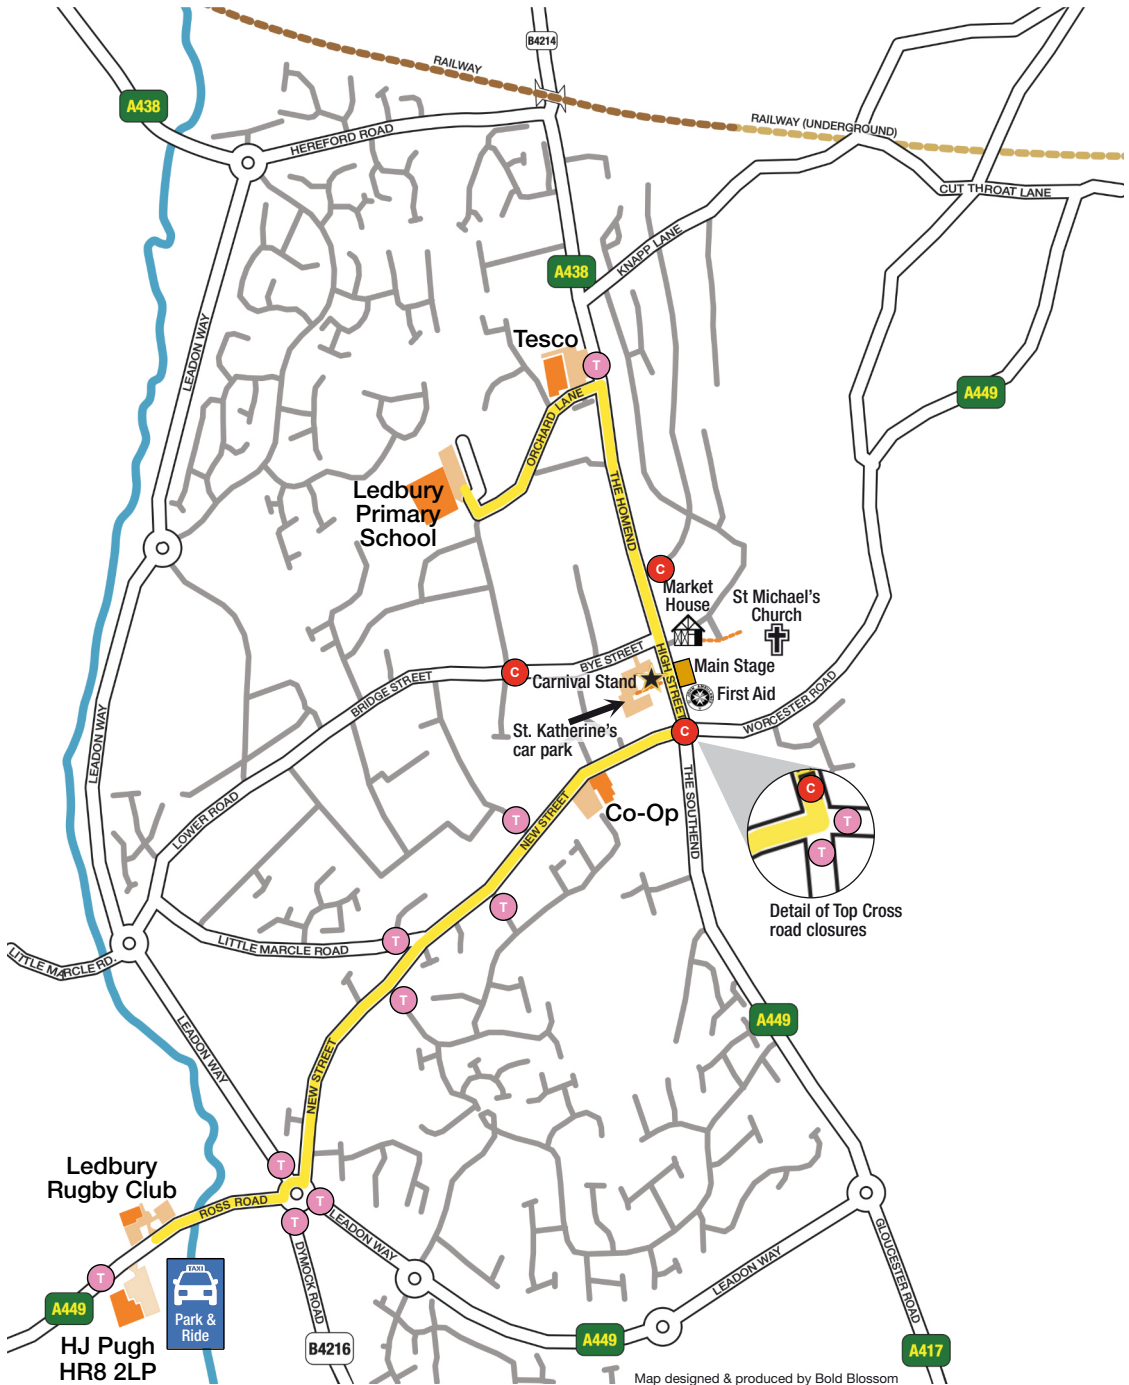 B4214
RAILWAY
A438
RAILWAY (UNDERGROUND)
HEREFORD ROAD
CUT THROAT LANE
KNAPP LANE
A438
LEADON WAY
Tesco
T
A449
ORCHARD LANE
Ledbury
Primary
School
THE HOMEND
C
Market
House
St Michael's
Church
BYE STREET
HIGH STREET
Main Stage
C
Carnival Stand
First Aid
BRIDGE STREET
WORCESTER ROAD
St. Katherine's
car park
C
LEADON WAY
THE SOUTHEND
C
LOWER ROAD
Co-Op
T
NEW STREET
T
T
T
Detail of Top Cross
road closures
T
LITTLE MARCLE ROAD
LITTLE MARCLE RD.
T
A449
LEADON WAY
NEW STREET
Ledbury
Rugby Club
T
ROSS ROAD
T
T
LEADON WAY
GLOUCESTER ROAD
DYMOCK ROAD
LEADON WAY
T
TAXI
Park &
Ride
A449
HJ Pugh
HR8 2LP
B4216
A449
A417
Map designed & produced by Bold Blossom